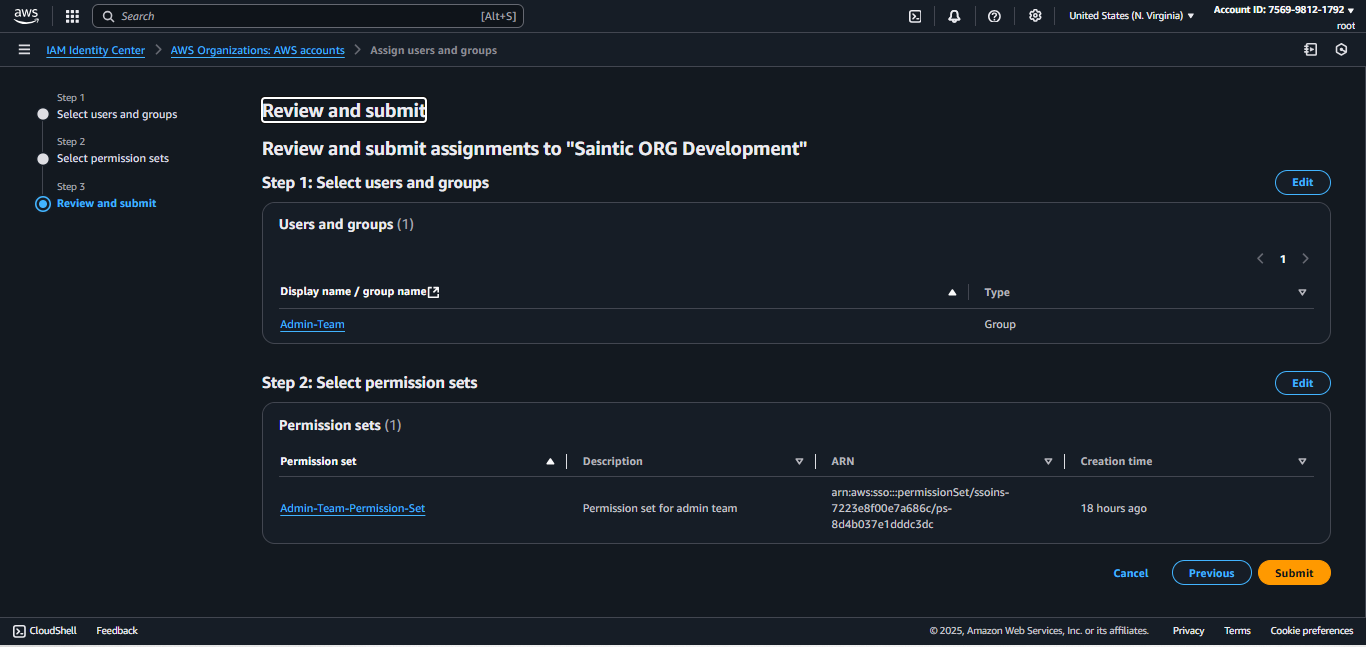 aws
Search [Alt+S]
United States (N. Virginia)
Account ID: 7569-9812-1792
root
IAM Identity Center
AWS Organizations: AWS accounts
Assign users and groups
Step 1
Select users and groups
Step 2
Select permission sets
Step 3
Review and submit
Review and submit
Review and submit assignments to "Saintic ORG Development"
Step 1: Select users and groups
Edit
Users and groups (1)
1
Display name / group name
Type
Admin-Team
Group
Step 2: Select permission sets
Edit
Permission sets (1)
Permission set
Description
ARN
Creation time
Admin-Team-Permission-Set
Permission set for admin team
arn:aws:sso:::permissionSet/ssoins-
7223e8f00e7a686c/ps-
8d4b037e1dddc3dc
18 hours ago
Cancel
Previous
Submit
CloudShell
Feedback
© 2025, Amazon Web Services, Inc. or its affiliates.
Privacy
Terms
Cookie preferences